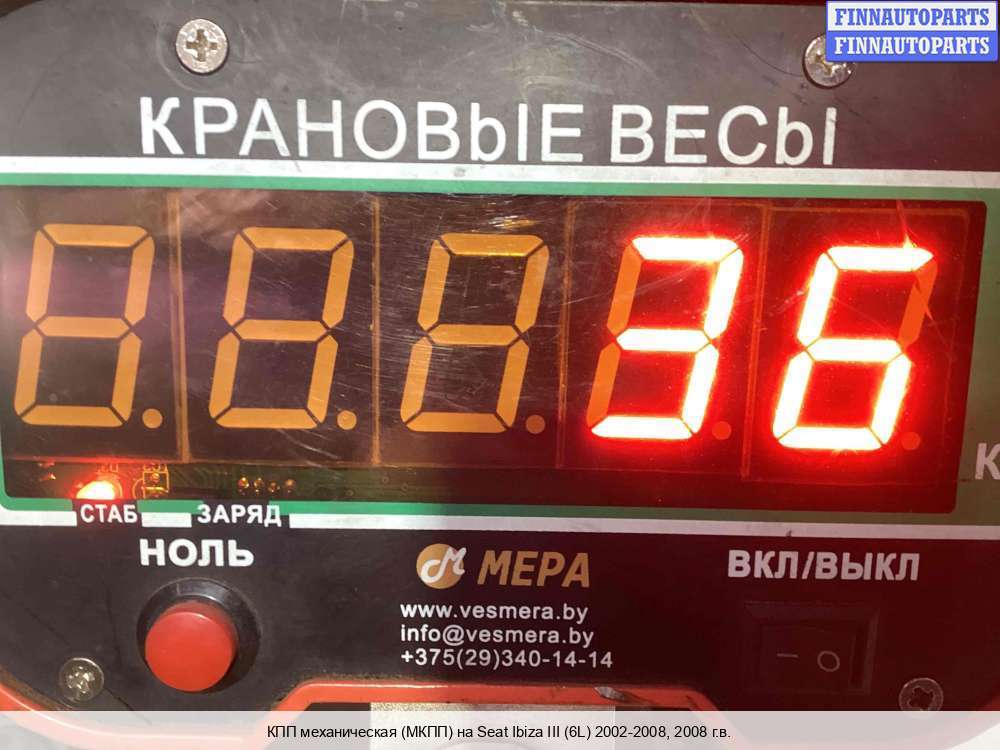 FINNAUTOPARTS
FINNAUTOPARTS
КРАНОВЫЕ ВЕСЫ
36
К
СТАБ ЗАРЯД
НОЛЬ
МЕРА
ВКЛ/ВЫКЛ
www.vesmera.by
info@vesmera.by
+375(29)340-14-14
КПП механическая (МКПП) на Seat Ibiza III (6L) 2002-2008, 2008 г.в.